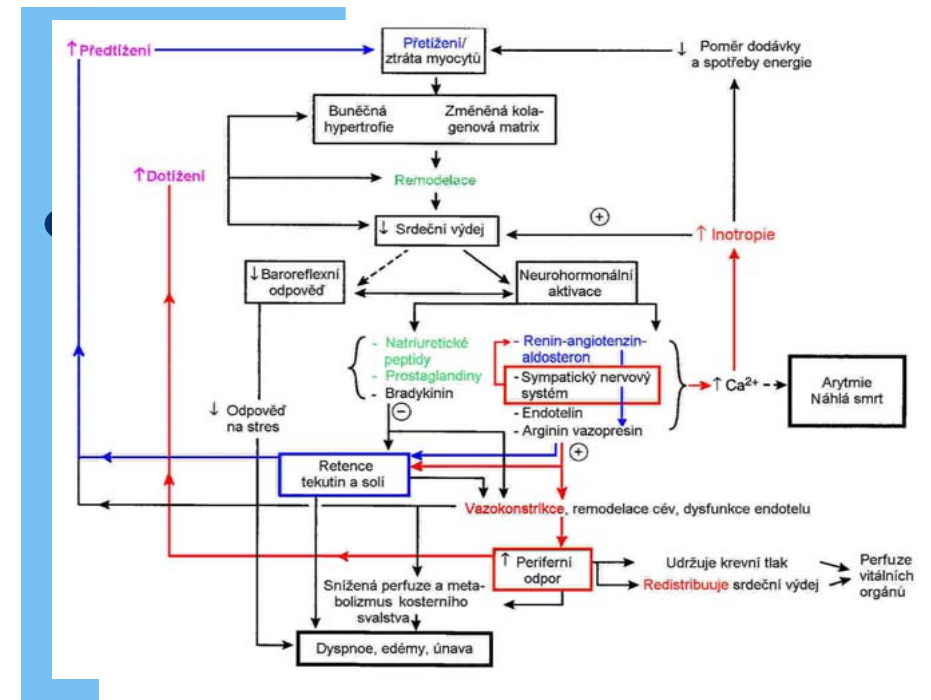 ↑Předtížení
Přetížení/
ztráta myocytů
↓ Poměr dodávky
a spotřeby energie
Buněčná
hypertrofie
Změněná kola-
genová matrix
↑Dotížení
Remodelace
↓ Srdeční výdej
+
↑ Inotropie
↓Baroreflexní
odpověď
Neurohormonální
aktivace
- Natriuretické
peptidy
- Prostaglandiny
- Bradykinin
- Renin-angiotenzin-
aldosteron
- Sympatický nervový
systém
- Endotelin
- Arginin vazopresin
↑ Ca²⁺
Arytmie
Náhlá smrt
↓ Odpověď
na stres
−
+
Retence
tekutin a solí
Vazokonstrikce, remodelace cév, dysfunkce endotelu
↑ Periferní
odpor
Udržuje krevní tlak
Redistribuuje srdeční výdej
Perfuze
vitálních
orgánů
Snížená perfuze a meta-
bolizmus kosterního
svalstva
Dyspnoe, edémy, únava